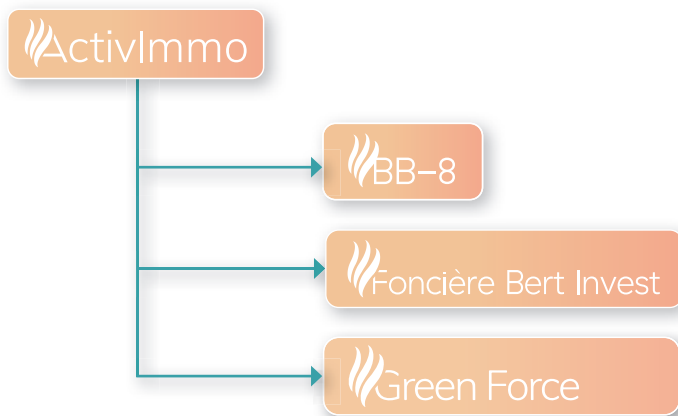 ActivImmo
BB–8
Foncière Bert Invest
Green Force